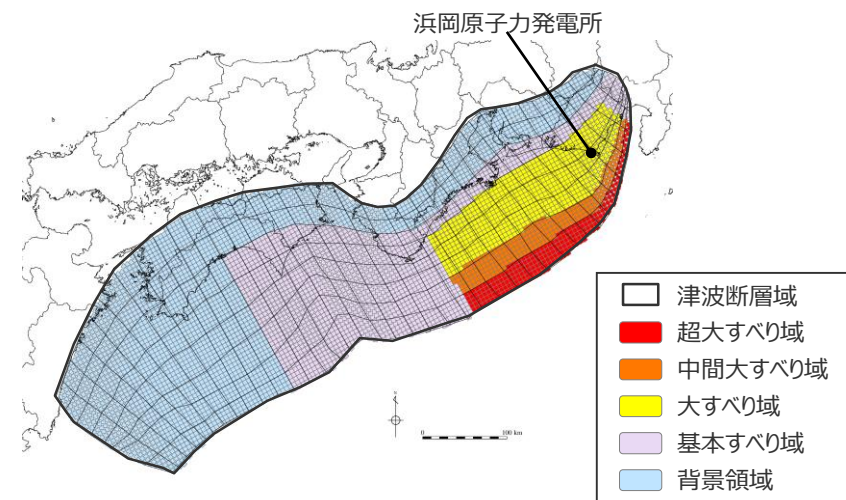 浜岡原子力発電所
津波断層域
超大すべり域
中間大すべり域
大すべり域
基本すべり域
背景領域
0 100 km